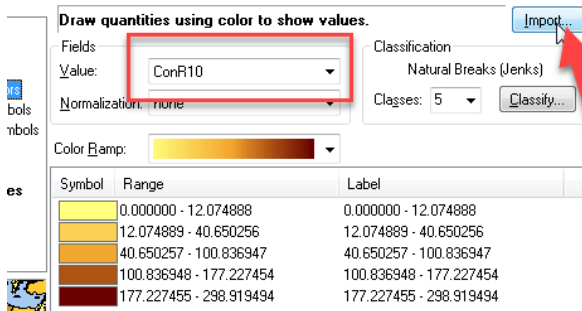 Draw quantities using color to show values.
Import...
Fields
Classification
Value:
ConR10
Natural Breaks (Jenks)
ors
Normalization: none
Classes: 5
Classify...
bols
mbols
Color Ramp:
es
Symbol Range Label
0.000000 - 12.074888 0.000000 - 12.074888
12.074889 - 40.650256 12.074889 - 40.650256
40.650257 - 100.836947 40.650257 - 100.836947
100.836948 - 177.227454 100.836948 - 177.227454
177.227455 - 298.919494 177.227455 - 298.919494